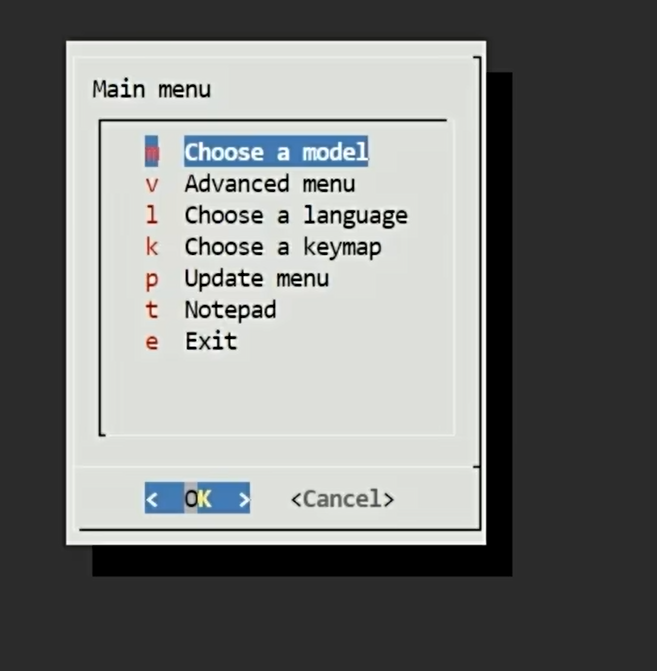 Main menu
m Choose a model
v Advanced menu
l Choose a language
k Choose a keymap
p Update menu
t Notepad
e Exit
< OK > <Cancel>